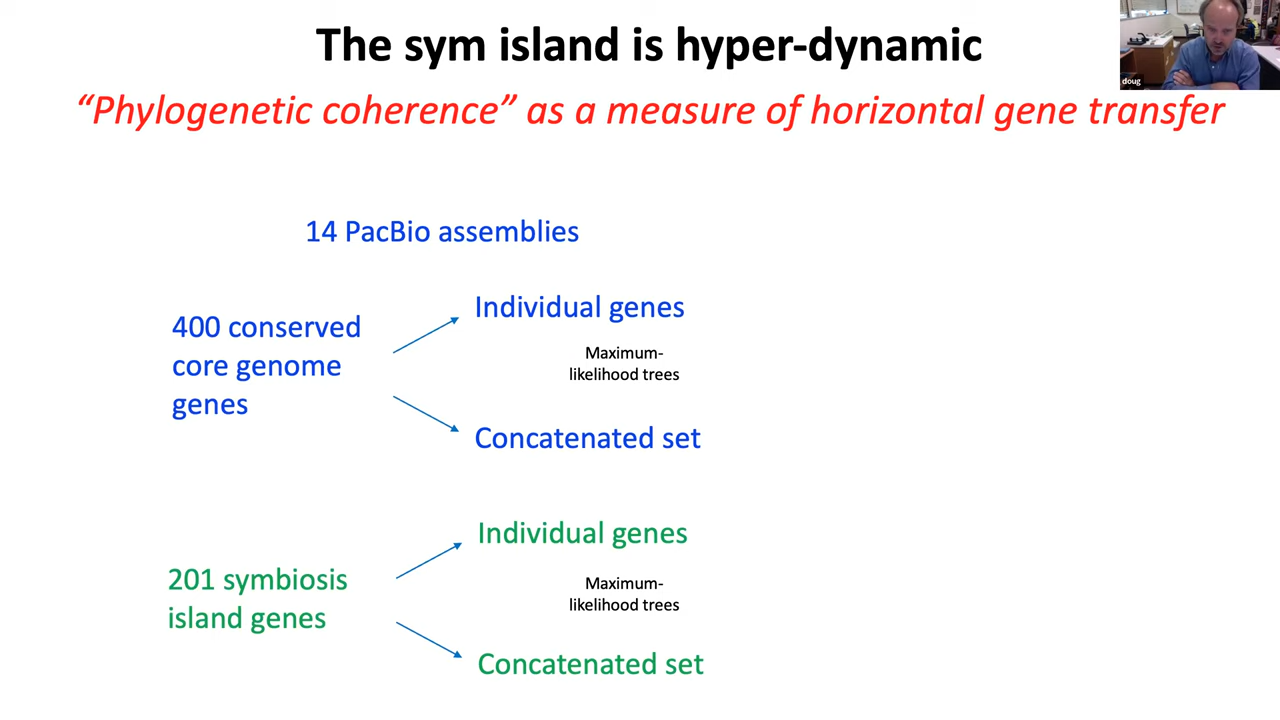 The sym island is hyper-dynamic
“Phylogenetic coherence” as a measure of horizontal gene transfer
doug
14 PacBio assemblies
400 conserved
core genome
genes
Individual genes
Maximum-
likelihood trees
Concatenated set
201 symbiosis
island genes
Individual genes
Maximum-
likelihood trees
Concatenated set